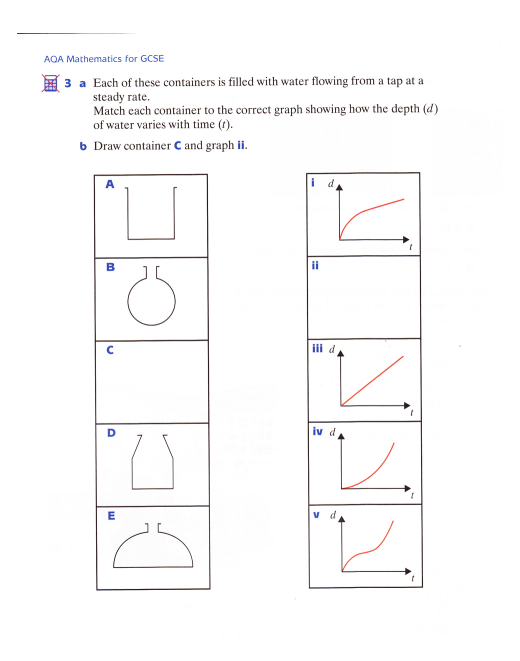 AQA Mathematics for GCSE
3 a Each of these containers is filled with water flowing from a tap at a
steady rate.
Match each container to the correct graph showing how the depth (d)
of water varies with time (t).
b Draw container C and graph ii.
A
i d
t
B
ii
C
iii d
t
D
iv d
t
E
v d
t